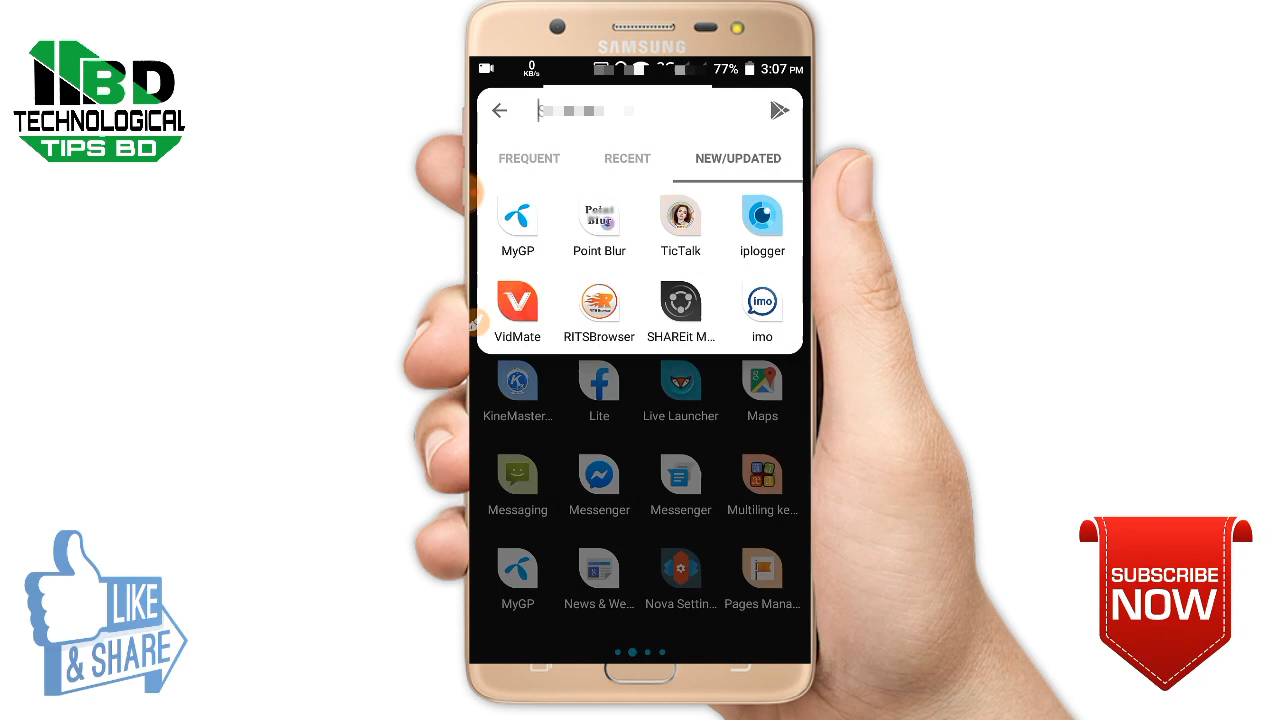 TBD
TECHNOLOGICAL
TIPS BD
SAMSUNG
0
KB/s
77%
3:07 PM
FREQUENT
RECENT
NEW/UPDATED
MyGP
Point Blur
TicTalk
iplogger
VidMate
RITSBrowser
SHAREit M...
imo
KineMaster...
Lite
Live Launcher
Maps
Messaging
Messenger
Messenger
Multiling ke...
MyGP
News & We...
Nova Settin...
Pages Mana...
LIKE
& SHARE
SUBSCRIBE
NOW